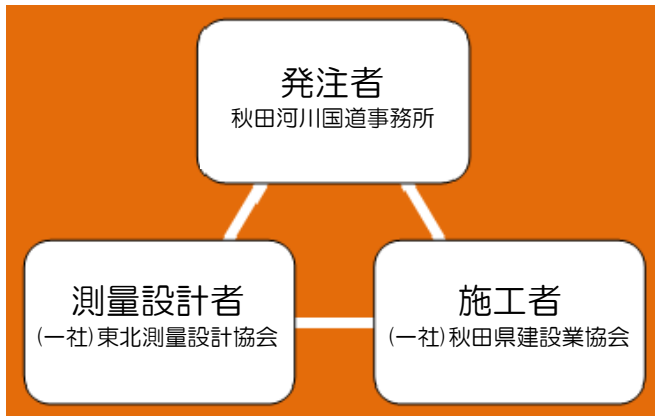 発注者
秋田河川国道事務所
測量設計者
(一社)東北測量設計協会
施工者
(一社)秋田県建設業協会